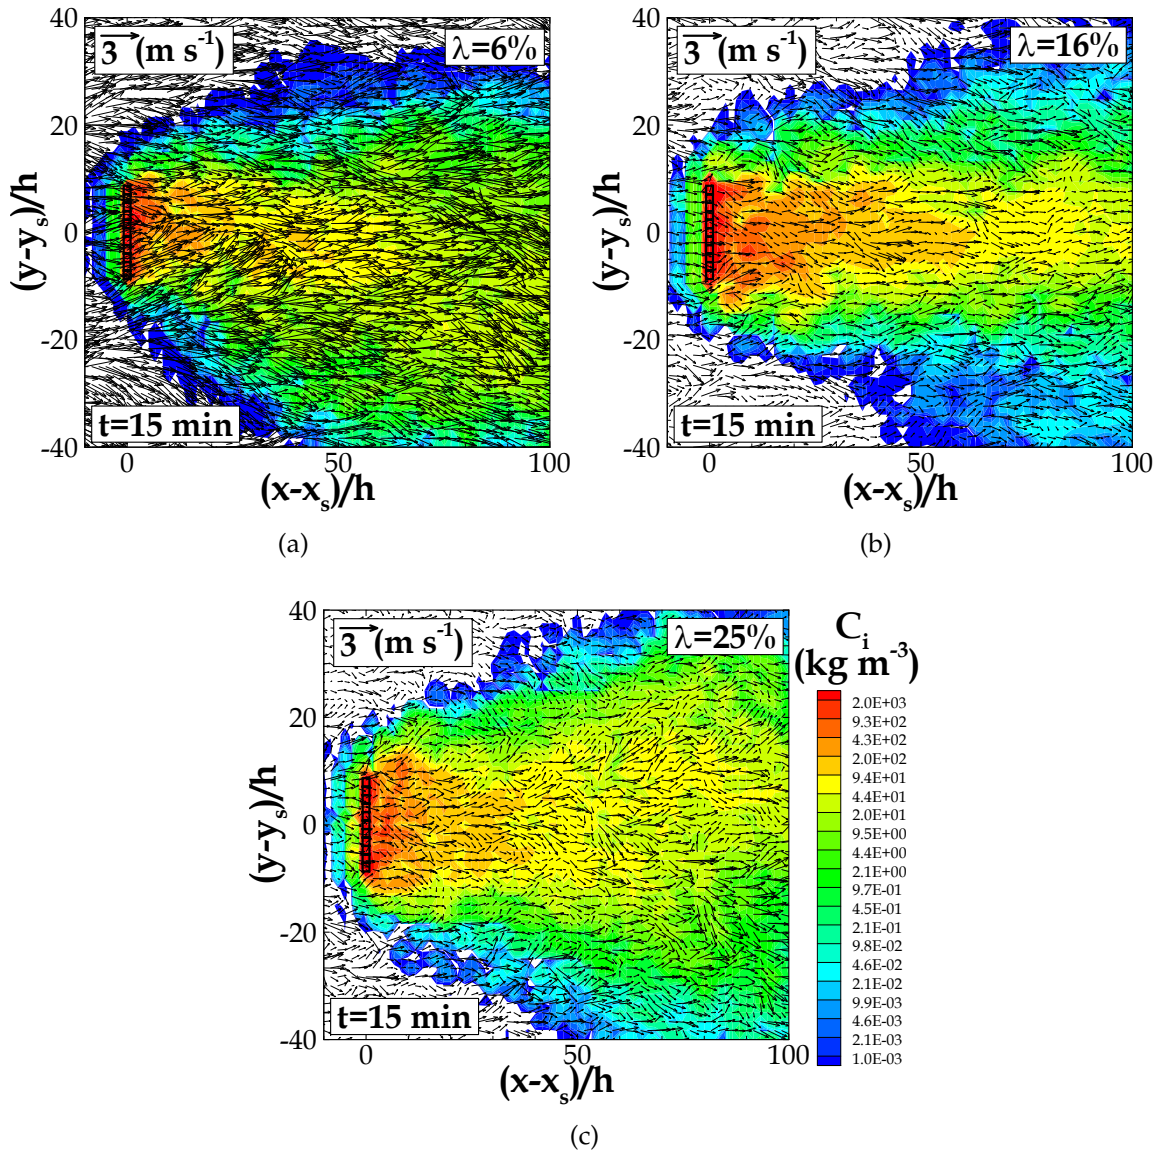 40
20
0
-20
-40
3 (m s⁻¹)
λ=6%
t=15 min
0 50 100
(x-xₛ)/h
(y-yₛ)/h
(a)
40
20
0
-20
-40
3 (m s⁻¹)
λ=16%
t=15 min
0 50 100
(x-xₛ)/h
(y-yₛ)/h
(b)
40
20
0
-20
-40
3 (m s⁻¹)
λ=25%
t=15 min
0 50 100
(x-xₛ)/h
(y-yₛ)/h
Cᵢ
(kg m⁻³)
2.0E+03
9.3E+02
4.3E+02
2.0E+02
9.4E+01
4.4E+01
2.0E+01
9.5E+00
4.4E+00
2.1E+00
9.7E-01
4.5E-01
2.1E-01
9.8E-02
4.6E-02
2.1E-02
9.9E-03
4.6E-03
2.1E-03
1.0E-03
(c)